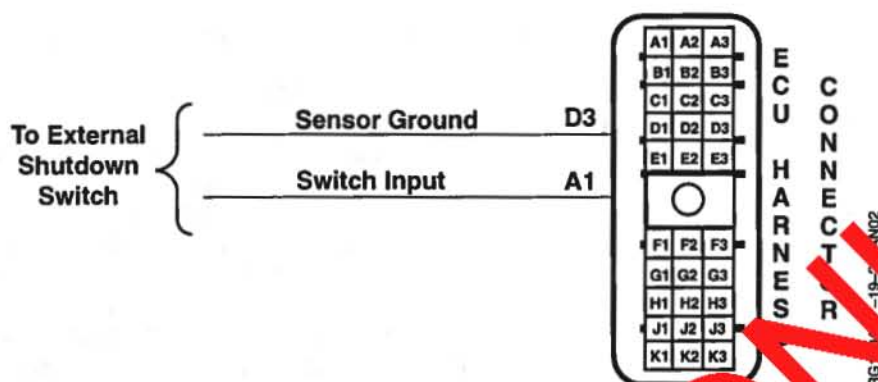 To External
Shutdown
Switch
Sensor Ground D3
Switch Input A1
A1 A2 A3
B1 B2 B3
C1 C2 C3
D1 D2 D3
E1 E2 E3
F1 F2 F3
G1 G2 G3
H1 H2 H3
J1 J2 J3
K1 K2 K3
ECU